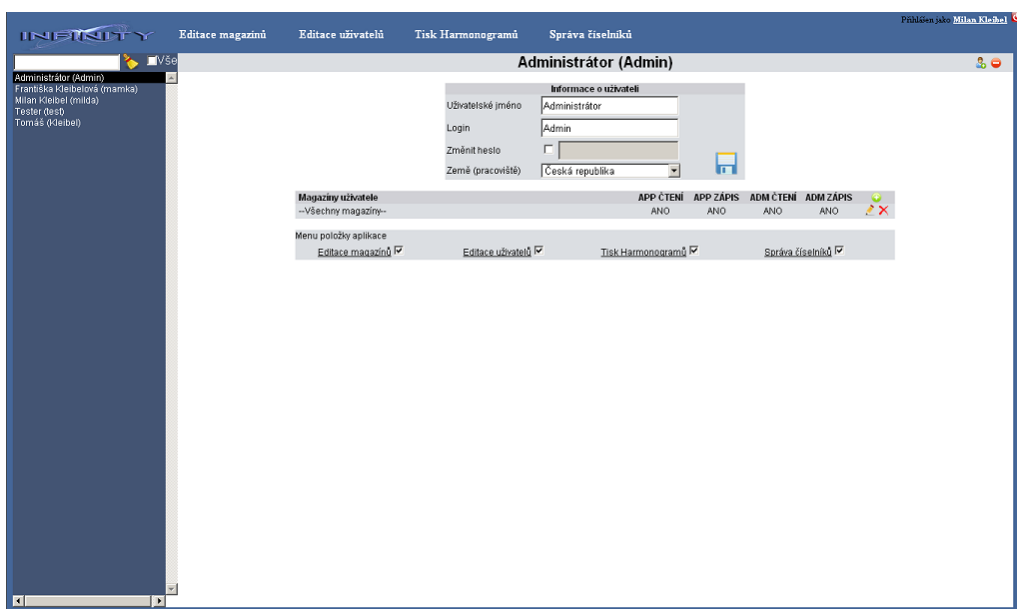 Přihlášen jako Milan Kleibel
INFINITY Editace magazinů Editace uživatelů Tisk Harmonogramů Správa číselníků
Vše
Administrátor (Admin)
Administrátor (Admin)
Františka Kleibelová (mamka)
Milan Kleibel (milda)
Tester (test)
Tomáš (Kleibel)
Informace o uživateli
Uživatelské jméno Administrátor
Login Admin
Změnit heslo
Země (pracoviště) Česká republika
Magazíny uživatele APP ČTENÍ APP ZÁPIS ADM ČTENÍ ADM ZÁPIS
--Všechny magazíny-- ANO ANO ANO ANO
Menu položky aplikace
Editace magazínů Editace uživatelů Tisk Harmonogramů Správa číselníků